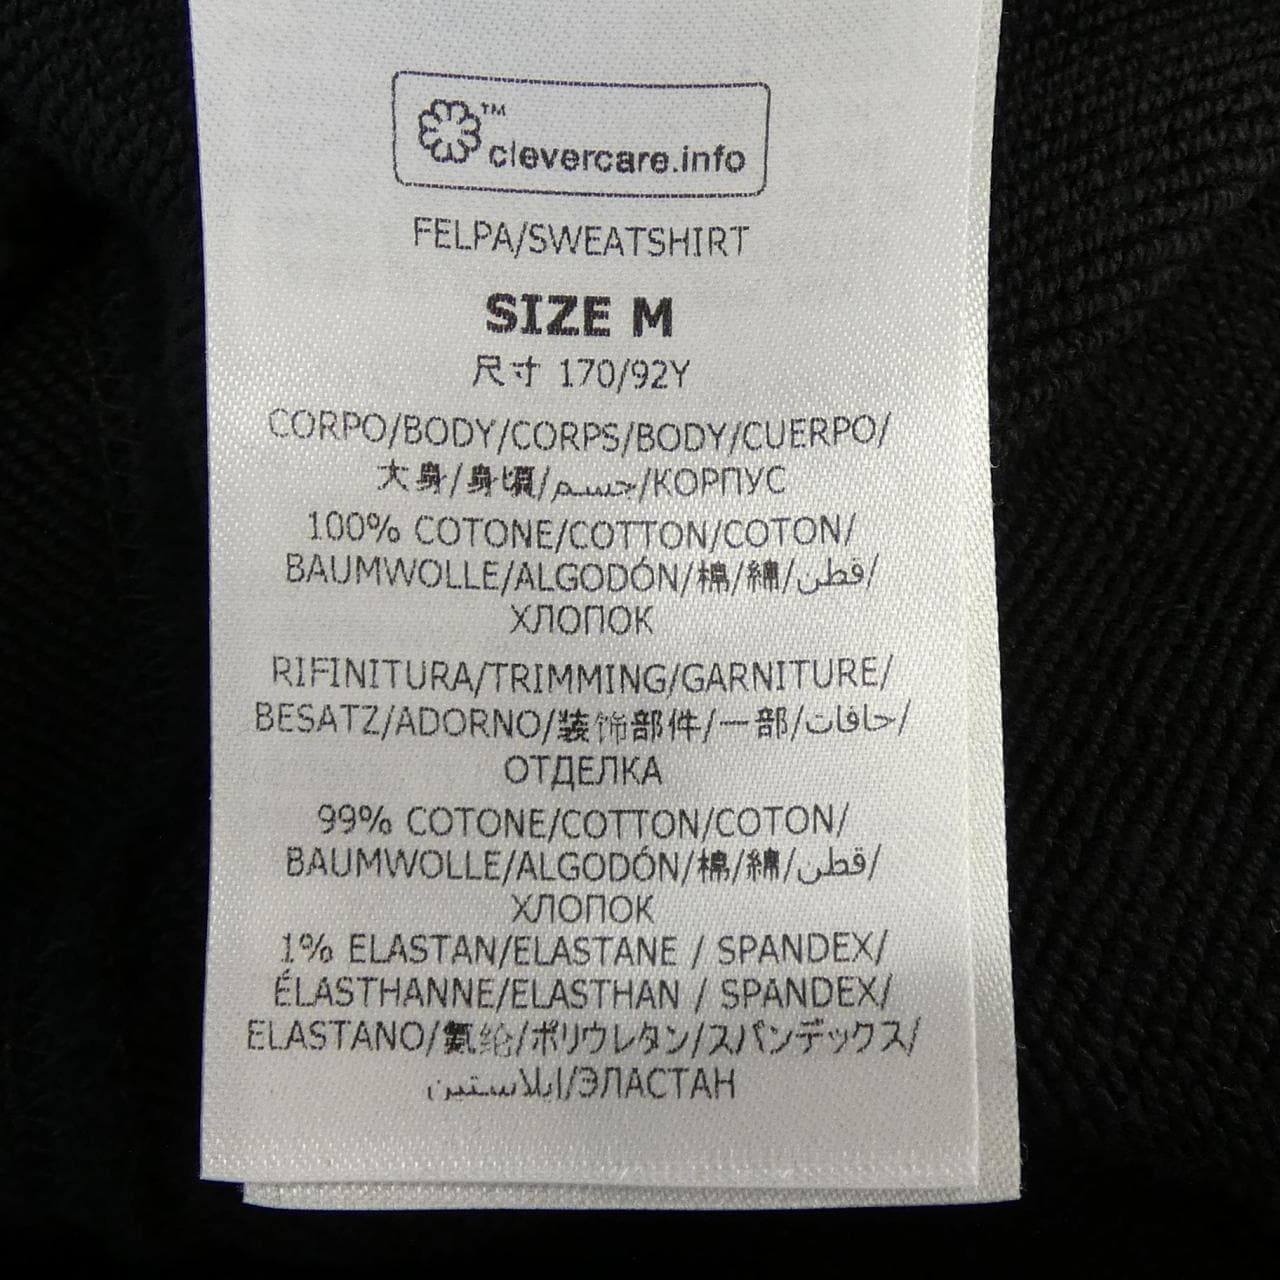 ™
clevercare.info
FELPA/SWEATSHIRT
SIZE M
尺寸 170/92Y
CORPO/BODY/CORPS/BODY/CUERPO/
大身/身頃/جسم/КОРПУС
100% COTONE/COTTON/COTON/
BAUMWOLLE/ALGODÓN/棉/綿/قطن/
ХЛОПОК
RIFINITURA/TRIMMING/GARNITURE/
BESATZ/ADORNO/装饰部件/一部/حافات/
ОТДЕЛКА
99% COTONE/COTTON/COTON/
BAUMWOLLE/ALGODÓN/棉/綿/قطن/
ХЛОПОК
1% ELASTAN/ELASTANE / SPANDEX/
ÉLASTHANNE/ELASTHAN / SPANDEX/
ELASTANO/氨纶/ポリウレタン/スパンデックス/
ايلاستين/ЭЛАСТАН